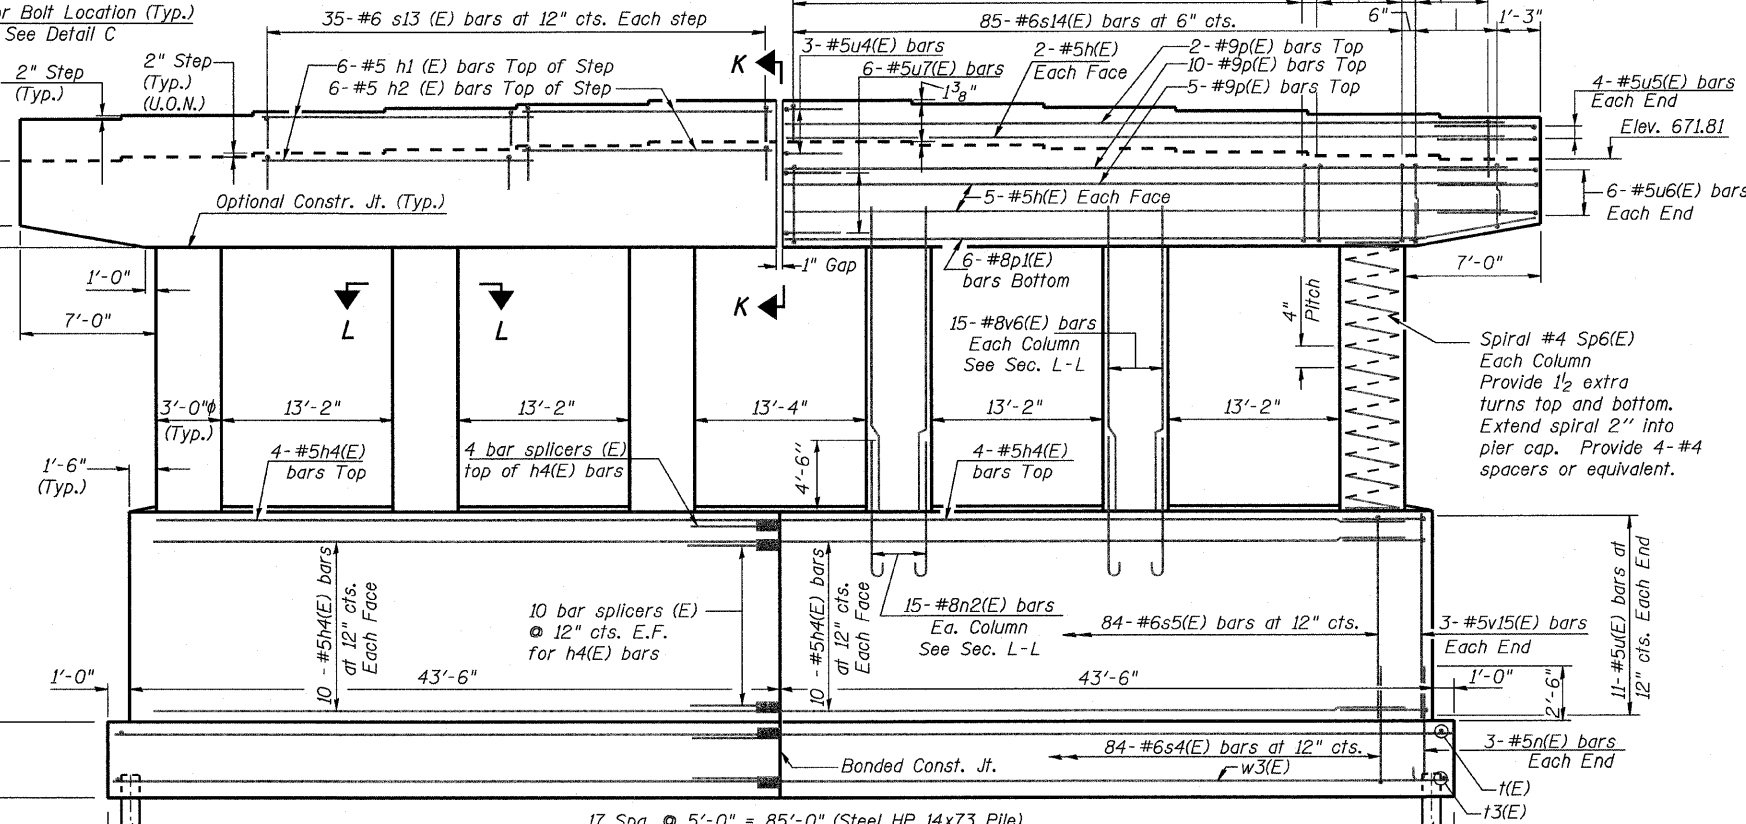 or Bolt Location (Typ.)
See Detail C
35- #6 s13 (E) bars at 12" cts. Each step
85- #6s14(E) bars at 6" cts.
6"
1'-3"
2" Step
(Typ.)
2" Step
(Typ.)
(U.O.N.)
6- #5 h1 (E) bars Top of Step
6- #5 h2 (E) bars Top of Step
K
3- #5u4(E) bars
6- #5u7(E) bars
1 3/8"
2- #5h(E)
Each Face
2- #9p(E) bars Top
10- #9p(E) bars Top
5- #9p(E) bars Top
4- #5u5(E) bars
Each End
Elev. 671.81
Optional Constr. Jt. (Typ.)
5- #5h(E) Each Face
6- #5u6(E) bars
Each End
1" Gap
6- #8p1(E)
bars Bottom
1'-0"
7'-0"
7'-0"
L
L
K
15- #8v6(E) bars
Each Column
See Sec. L-L
4"
Pitch
Spiral #4 Sp6(E)
Each Column
Provide 1 1/2 extra
turns top and bottom.
Extend spiral 2" into
pier cap. Provide 4- #4
spacers or equivalent.
3'-0"ϕ
(Typ.)
13'-2"
13'-2"
13'-4"
13'-2"
13'-2"
1'-6"
(Typ.)
4- #5h4(E)
bars Top
4 bar splicers (E)
top of h4(E) bars
4'-6"
4- #5h4(E)
bars Top
10 - #5h4(E) bars
at 12" cts.
Each Face
10 bar splicers (E)
@ 12" cts. E.F.
for h4(E) bars
10 - #5h4(E) bars
at 12" cts.
Each Face
15- #8n2(E) bars
Ea. Column
See Sec. L-L
84- #6s5(E) bars at 12" cts.
3- #5v15(E) bars
Each End
11- #5u(E) bars at
12" cts. Each End
1'-0"
43'-6"
43'-6"
1'-0"
2'-6"
84- #6s4(E) bars at 12" cts.
3- #5n(E) bars
Each End
Bonded Const. Jt.
w3(E)
t(E)
t3(E)
17 Spa. @ 5'-0" = 85'-0" (Steel HP 14x73 Pile)